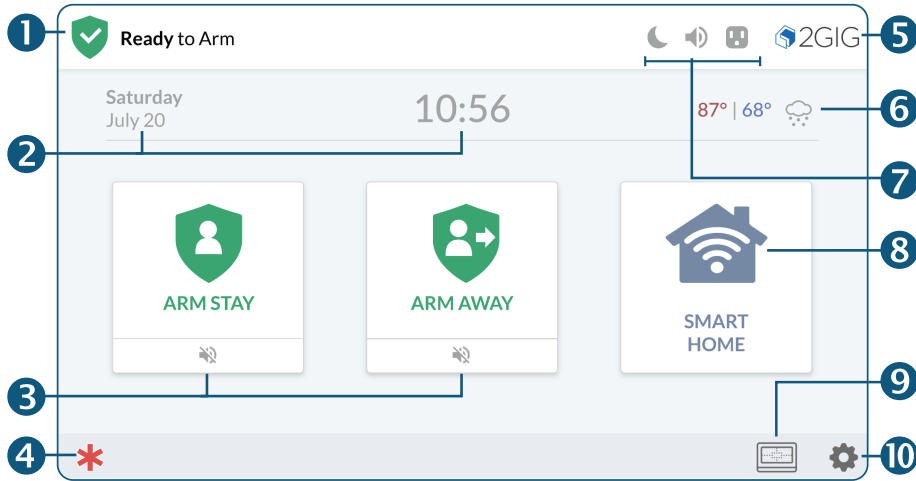 1
Ready to Arm
2GIG
5
Saturday
July 20
10:56
87° | 68°
6
2
7
8
ARM STAY
ARM AWAY
SMART
HOME
3
9
4
10